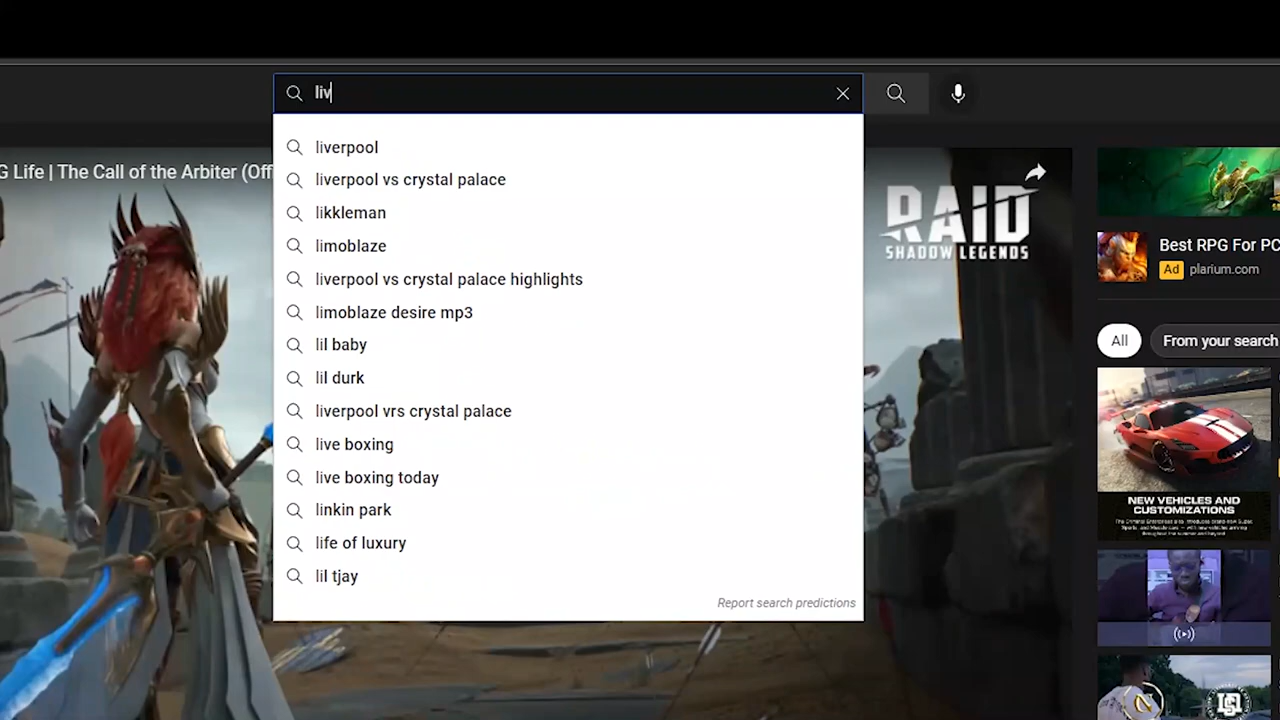 liv
liverpool
liverpool vs crystal palace
likkleman
limoblaze
liverpool vs crystal palace highlights
limoblaze desire mp3
lil baby
lil durk
liverpool vrs crystal palace
live boxing
live boxing today
linkin park
life of luxury
lil tjay
Report search predictions
G Life | The Call of the Arbiter (Off
RAID
SHADOW LEGENDS
Best RPG For PC
Ad plarium.com
All From your search
NEW VEHICLES AND
CUSTOMIZATIONS